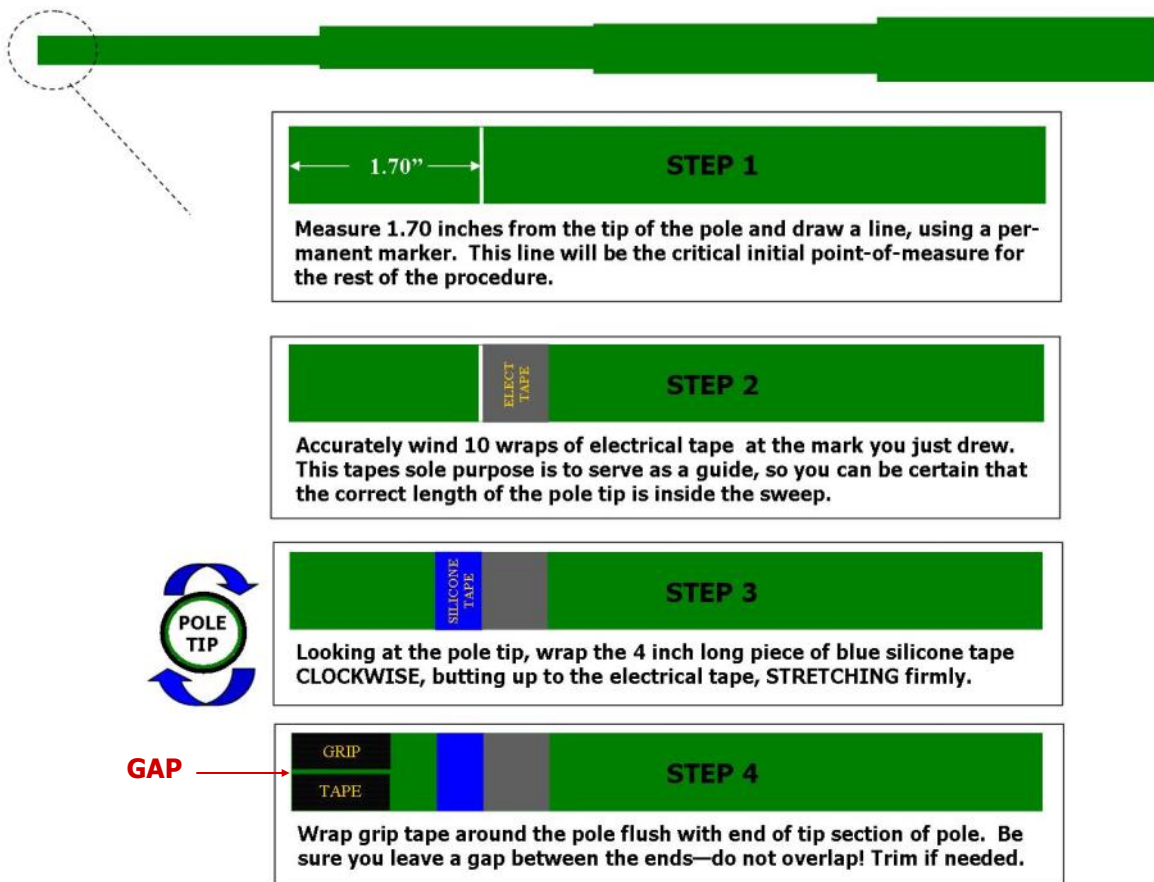 1.70”
STEP 1
Measure 1.70 inches from the tip of the pole and draw a line, using a per-
manent marker. This line will be the critical initial point-of-measure for
the rest of the procedure.
ELECT
TAPE
STEP 2
Accurately wind 10 wraps of electrical tape at the mark you just drew.
This tapes sole purpose is to serve as a guide, so you can be certain that
the correct length of the pole tip is inside the sweep.
POLE
TIP
SILICONE
TAPE
STEP 3
Looking at the pole tip, wrap the 4 inch long piece of blue silicone tape
CLOCKWISE, butting up to the electrical tape, STRETCHING firmly.
GAP
GRIP
TAPE
STEP 4
Wrap grip tape around the pole flush with end of tip section of pole. Be
sure you leave a gap between the ends—do not overlap! Trim if needed.